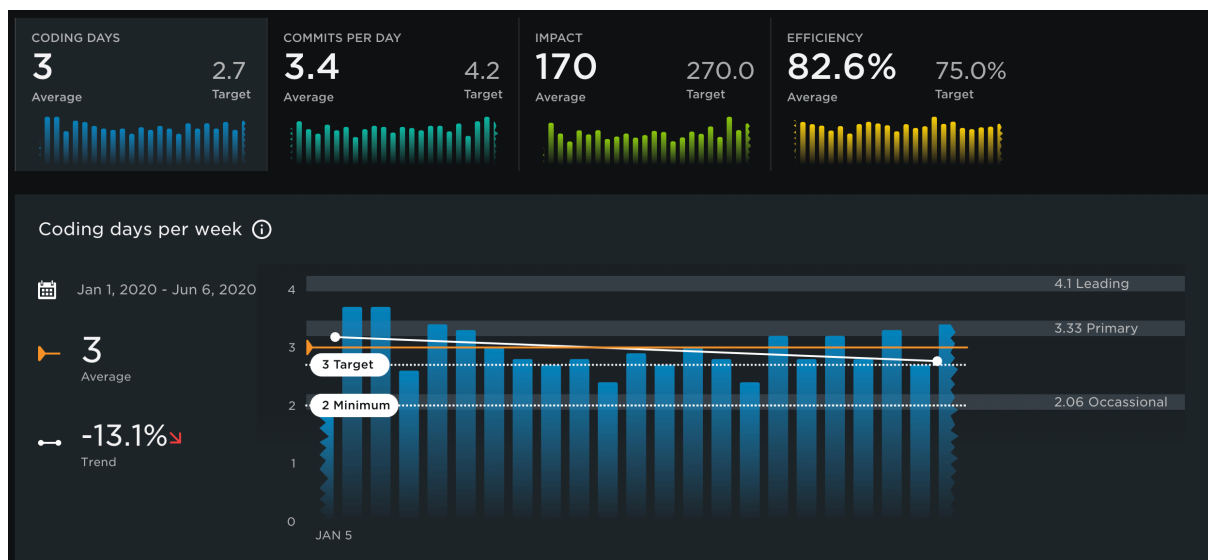 CODING DAYS
3
Average
2.7
Target
COMMITS PER DAY
3.4
Average
4.2
Target
IMPACT
170
Average
270.0
Target
EFFICIENCY
82.6%
Average
75.0%
Target
Coding days per week
Jan 1, 2020 - Jun 6, 2020
3
Average
-13.1%
Trend
4
3
2
1
0
4.1 Leading
3.33 Primary
3 Target
2 Minimum
2.06 Occassional
JAN 5